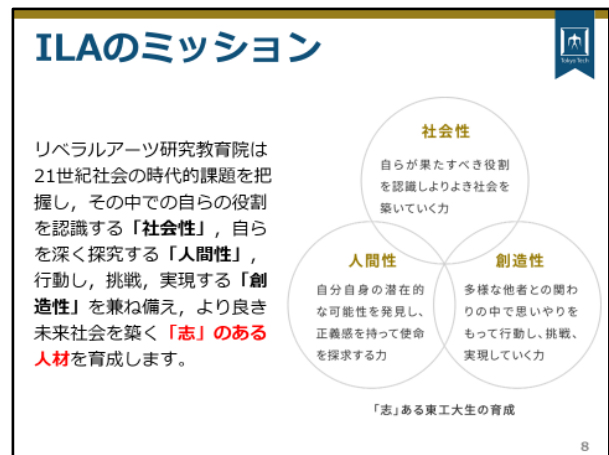 ILAのミッション
Tokyo Tech
リベラルアーツ研究教育院は
21世紀社会の時代的課題を把
握し，その中での自らの役割
を認識する「社会性」，自ら
を深く探究する「人間性」，
行動し，挑戦，実現する「創
造性」を兼ね備え，より良き
未来社会を築く「志」のある
人材を育成します。
社会性
自らが果たすべき役割
を認識しよりよき社会を
築いていく力
人間性
自分自身の潜在的
な可能性を発見し、
正義感を持って使命
を探求する力
創造性
多様な他者との関わ
りの中で思いやりを
もって行動し、挑戦、
実現していく力
「志」ある東工大生の育成
8